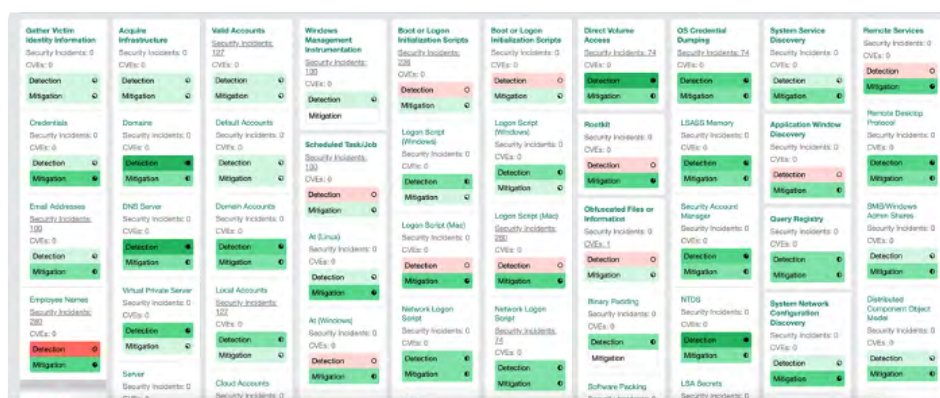 Gather Victim
Identity Information
Security Incidents: 0
CVEs: 0
Detection
Mitigation
Credentials
Security Incidents: 0
CVEs: 0
Detection
Mitigation
Email Addresses
Security Incidents:
100
CVEs: 0
Detection
Mitigation
Employee Names
Security Incidents:
280
CVEs: 0
Detection
Mitigation
Acquire
Infrastructure
Security Incidents: 0
CVEs: 0
Detection
Mitigation
Domains
Security Incidents: 0
CVEs: 0
Detection
Mitigation
DNS Server
Security Incidents: 0
CVEs: 0
Detection
Mitigation
Virtual Private Server
Security Incidents: 0
CVEs: 0
Detection
Mitigation
Server
Security Incidents: 0
Valid Accounts
Security Incidents:
127
CVEs: 0
Detection
Mitigation
Default Accounts
Security Incidents: 0
CVEs: 0
Detection
Mitigation
Domain Accounts
Security Incidents: 0
CVEs: 0
Detection
Mitigation
Local Accounts
Security Incidents:
127
CVEs: 0
Detection
Mitigation
Cloud Accounts
Security Incidents: 0
Windows
Management
Instrumentation
Security Incidents:
100
CVEs: 0
Detection
Mitigation
Scheduled Task/Job
Security Incidents:
100
CVEs: 0
Detection
Mitigation
At (Linux)
Security Incidents: 0
CVEs: 0
Detection
Mitigation
At (Windows)
Security Incidents: 0
CVEs: 0
Detection
Mitigation
Boot or Logon
Initialization Scripts
Security Incidents:
CVEs: 0
Detection
Mitigation
Logon Script
(Windows)
Security Incidents: 0
CVEs: 0
Detection
Mitigation
Logon Script (Mac)
Security Incidents: 0
CVEs: 0
Detection
Mitigation
Network Logon
Script
Security Incidents: 0
CVEs: 0
Detection
Mitigation
Boot or Logon
Initialization Scripts
Security Incidents: 0
CVEs: 0
Detection
Mitigation
Logon Script
(Windows)
Security Incidents: 0
CVEs: 0
Detection
Mitigation
Logon Script (Mac)
Security Incidents:
280
CVEs: 0
Detection
Mitigation
Network Logon
Script
Security Incidents:
74
CVEs: 0
Detection
Mitigation
Direct Volume
Access
Security Incidents: 74
CVEs: 0
Detection
Mitigation
Rootkit
Security Incidents: 0
CVEs: 0
Detection
Mitigation
Obfuscated Files or
Information
Security Incidents: 0
CVEs: 1
Detection
Mitigation
Binary Padding
Security Incidents: 0
CVEs: 0
Detection
Mitigation
Software Packing
Security Incidents: 0
OS Credential
Dumping
Security Incidents: 74
CVEs: 0
Detection
Mitigation
LSASS Memory
Security Incidents: 0
CVEs: 0
Detection
Mitigation
Security Account
Manager
Security Incidents: 0
CVEs: 0
Detection
Mitigation
NTDS
Security Incidents: 0
CVEs: 0
Detection
Mitigation
LSA Secrets
Security Incidents: 0
System Service
Discovery
Security Incidents: 0
CVEs: 0
Detection
Mitigation
Application Window
Discovery
Security Incidents: 0
CVEs: 0
Detection
Mitigation
Query Registry
Security Incidents: 0
CVEs: 0
Detection
Mitigation
System Network
Configuration
Discovery
Security Incidents: 0
CVEs: 0
Detection
Mitigation
Remote Services
Security Incidents: 0
CVEs: 0
Detection
Mitigation
Remote Desktop
Protocol
Security Incidents: 0
CVEs: 0
Detection
Mitigation
SMB/Windows
Admin Shares
Security Incidents: 0
CVEs: 0
Detection
Mitigation
Distributed
Component Object
Model
Security Incidents: 0
CVEs: 0
Detection
Mitigation